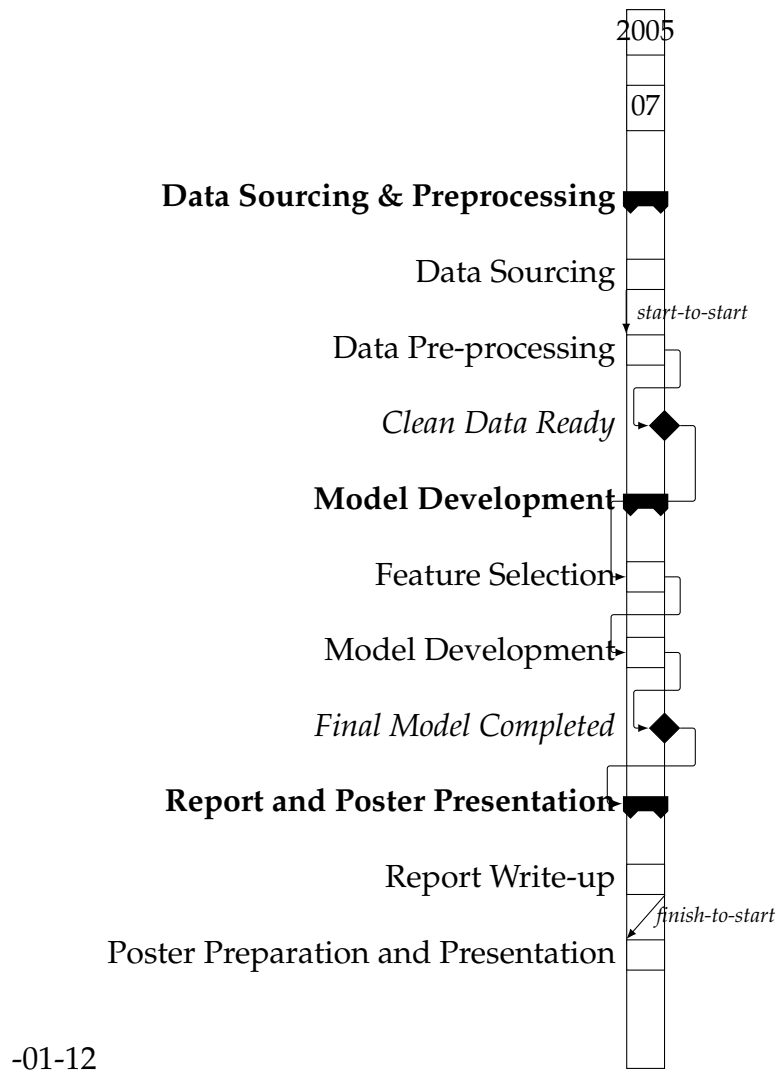 2005
07
Data Sourcing & Preprocessing
Data Sourcing
start-to-start
Data Pre-processing
Clean Data Ready
Model Development
Feature Selection
Model Development
Final Model Completed
Report and Poster Presentation
Report Write-up
finish-to-start
Poster Preparation and Presentation
-01-12